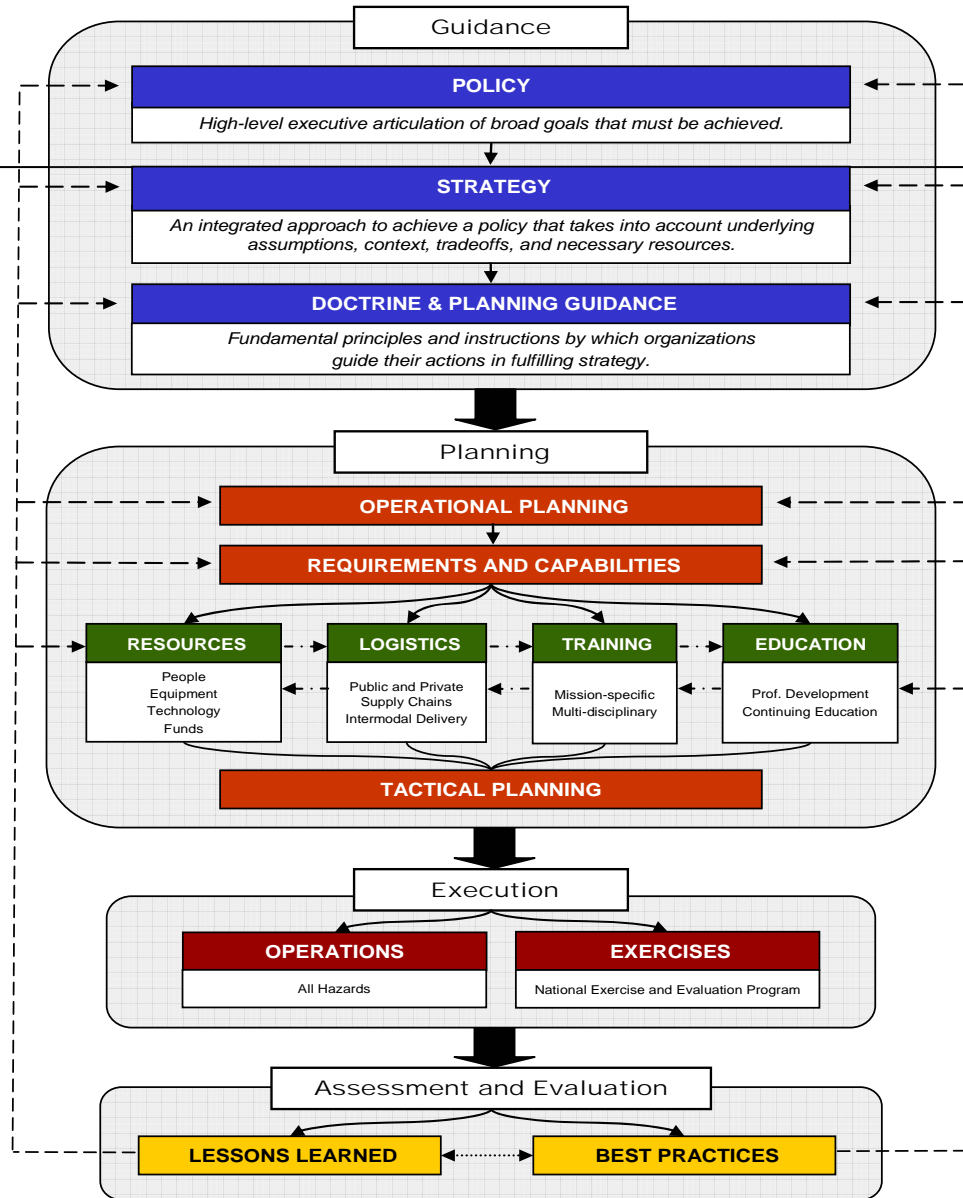 Guidance
POLICY
High-level executive articulation of broad goals that must be achieved.
STRATEGY
An integrated approach to achieve a policy that takes into account underlying
assumptions, context, tradeoffs, and necessary resources.
DOCTRINE & PLANNING GUIDANCE
Fundamental principles and instructions by which organizations
guide their actions in fulfilling strategy.
Planning
OPERATIONAL PLANNING
REQUIREMENTS AND CAPABILITIES
RESOURCES
People
Equipment
Technology
Funds
LOGISTICS
Public and Private
Supply Chains
Intermodal Delivery
TRAINING
Mission-specific
Multi-disciplinary
EDUCATION
Prof. Development
Continuing Education
TACTICAL PLANNING
Execution
OPERATIONS
All Hazards
EXERCISES
National Exercise and Evaluation Program
Assessment and Evaluation
LESSONS LEARNED
BEST PRACTICES